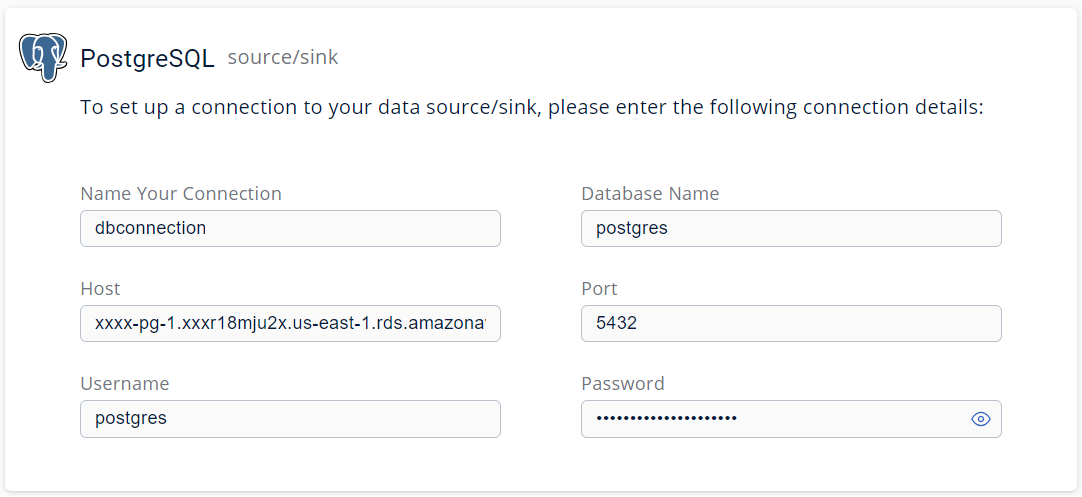 PostgreSQL source/sink
To set up a connection to your data source/sink, please enter the following connection details:
Name Your Connection
Database Name
dbconnection
postgres
Host
Port
xxxx-pg-1.xxxr18mju2x.us-east-1.rds.amazona
5432
Username
Password
postgres
•••••••••••••••••••••